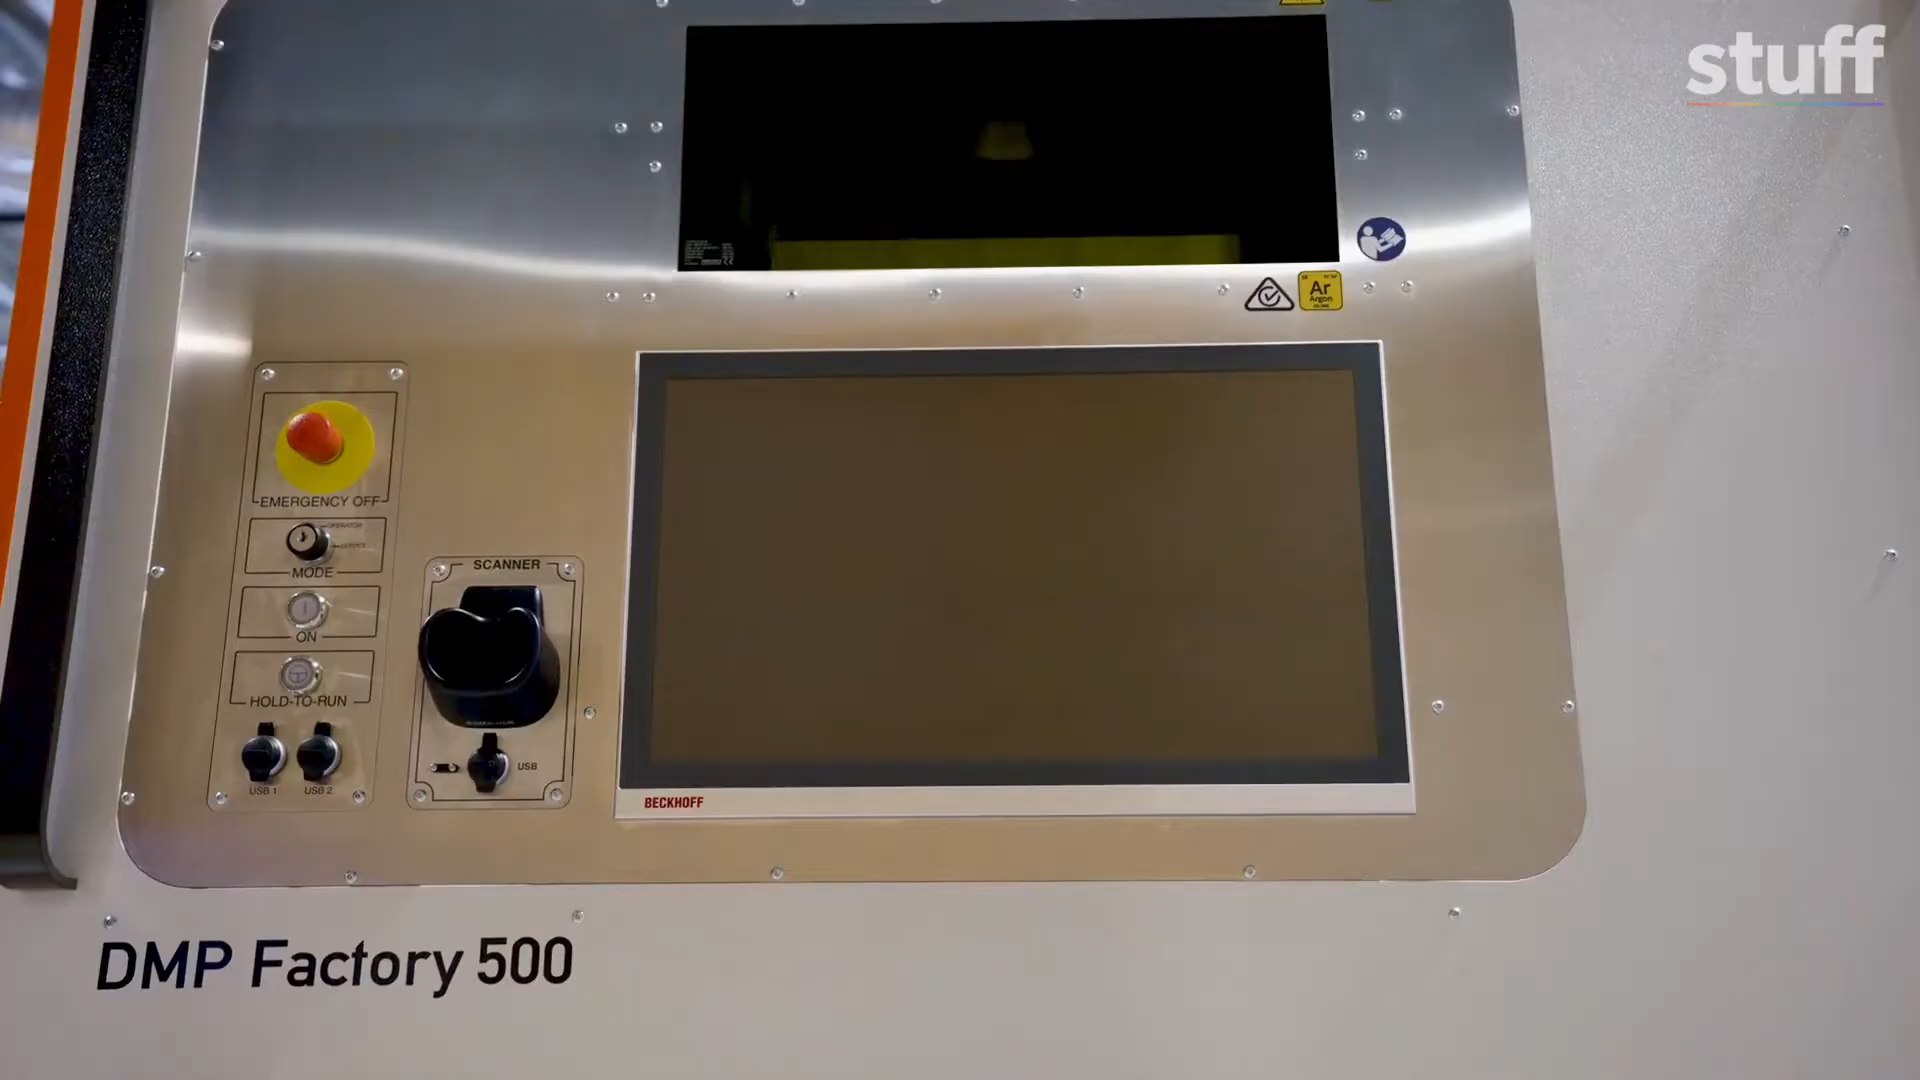 stuff
Ar
Argon
EMERGENCY OFF
OPERATOR
MODE
SCANNER
ON
HOLD-TO-RUN
USB
USB 1
USB 2
BECKHOFF
DMP Factory 500